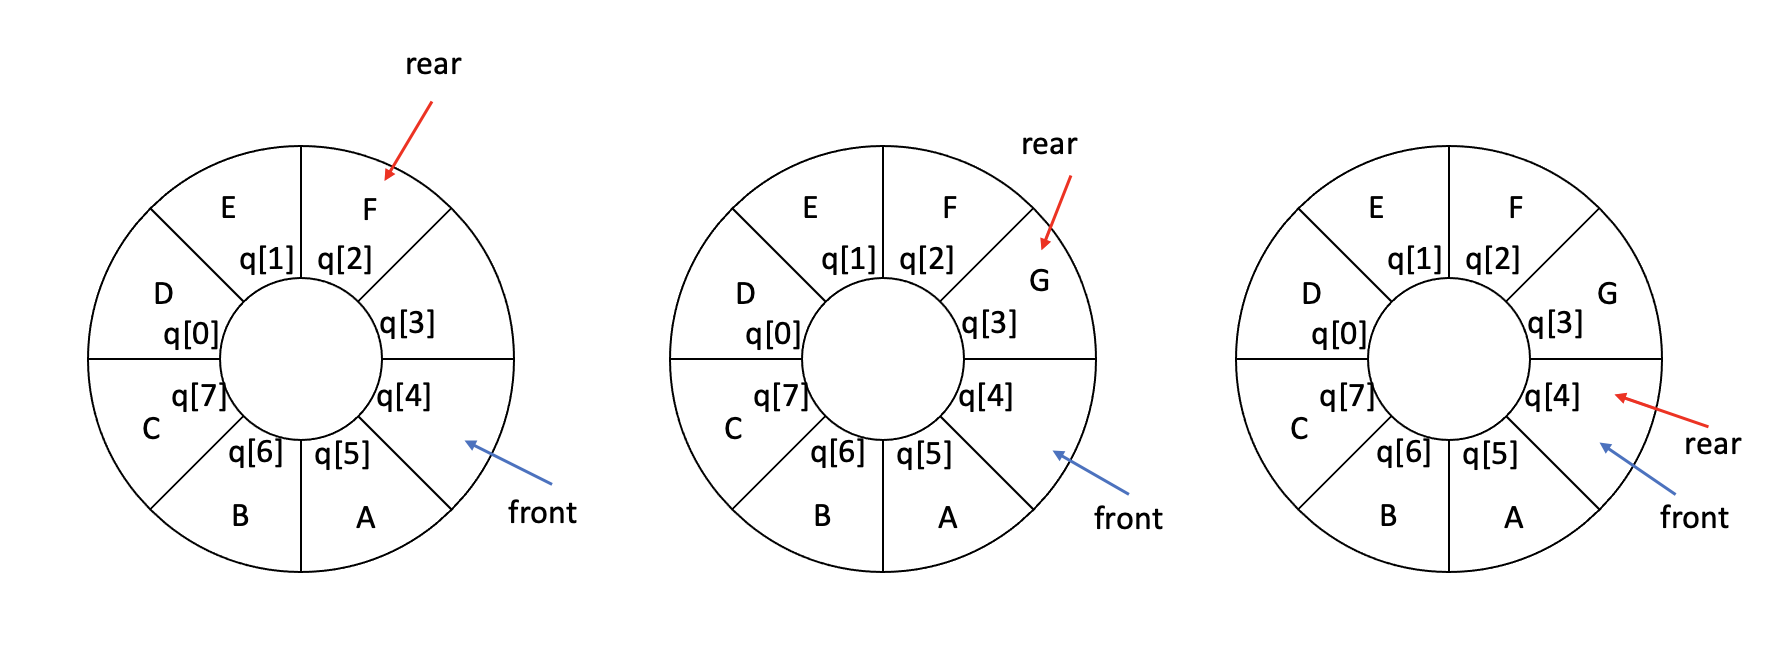 rear
E
F
q[1]
q[2]
D
q[0]
q[3]
q[7]
q[4]
C
q[6]
q[5]
B
A
front
rear
E
F
q[1]
q[2]
D
G
q[0]
q[3]
q[7]
q[4]
C
q[6]
q[5]
B
A
front
E
F
q[1]
q[2]
D
G
q[0]
q[3]
q[7]
q[4]
C
rear
q[6]
q[5]
B
A
front